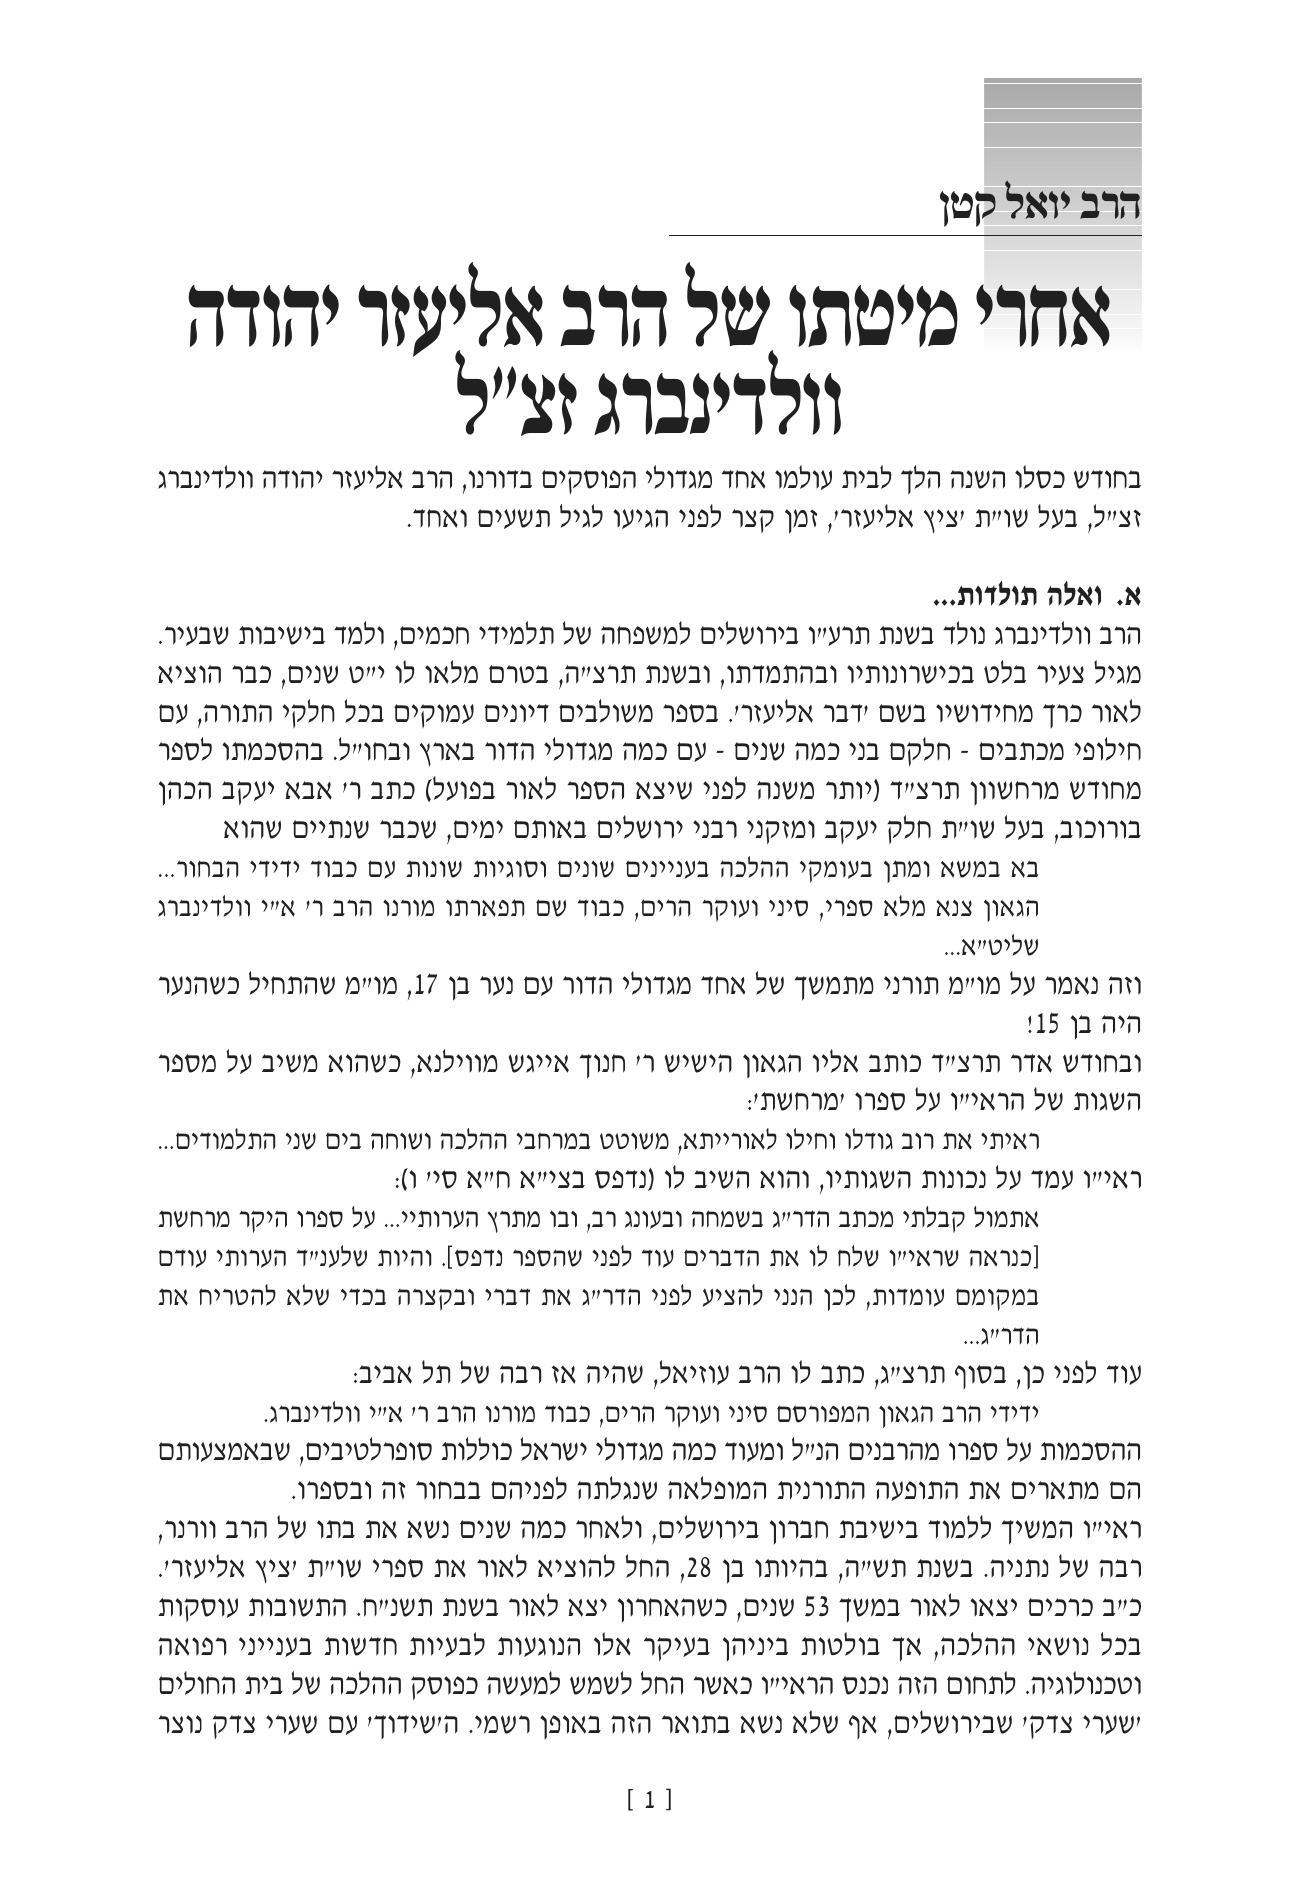 הרב יואל קטן
אחרי מיטתו של הרב אליעזר יהודה
וולדינברג זצ"ל
בחודש כסלו השנה הלך לבית עולמו אחד מגדולי הפוסקים בדורנו, הרב אליעזר יהודה וולדינברג
זצ"ל, בעל שו"ת 'ציץ אליעזר', זמן קצר לפני הגיעו לגיל תשעים ואחד.
א. ואלה תולדות...
הרב וולדינברג נולד בשנת תרע"ו בירושלים למשפחה של תלמידי חכמים, ולמד בישיבות שבעיר.
מגיל צעיר בלט בכישרונותיו ובהתמדתו, ובשנת תרצ"ה, בטרם מלאו לו י"ט שנים, כבר הוציא
לאור כרך מחידושיו בשם 'דבר אליעזר'. בספר משולבים דיונים עמוקים בכל חלקי התורה, עם
חילופי מכתבים - חלקם בני כמה שנים - עם כמה מגדולי הדור בארץ ובחו"ל. בהסכמתו לספר
מחודש מרחשוון תרצ"ד (יותר משנה לפני שיצא הספר לאור בפועל) כתב ר' אבא יעקב הכהן
בורוכוב, בעל שו"ת חלק יעקב ומזקני רבני ירושלים באותם ימים, שכבר שנתיים שהוא
בא במשא ומתן בעומקי ההלכה בעניינים שונים וסוגיות שונות עם כבוד ידידי הבחור...
הגאון צנא מלא ספרי, סיני ועוקר הרים, כבוד שם תפארתו מורנו הרב ר' א"י וולדינברג
שליט"א...
וזה נאמר על מו"מ תורני מתמשך של אחד מגדולי הדור עם נער בן 17, מו"מ שהתחיל כשהנער
היה בן 15!
ובחודש אדר תרצ"ד כותב אליו הגאון הישיש ר' חנוך אייגש מווילנא, כשהוא משיב על מספר
השגות של הראי"ו על ספרו 'מרחשת':
ראיתי את רוב גודלו וחילו לאורייתא, משוטט במרחבי ההלכה ושוחה בים שני התלמודים...
ראי"ו עמד על נכונות השגותיו, והוא השיב לו (נדפס בצי"א ח"א סי' ו):
אתמול קבלתי מכתב הדר"ג בשמחה ובעונג רב, ובו מתרץ הערותיי... על ספרו היקר מרחשת
[כנראה שראי"ו שלח לו את הדברים עוד לפני שהספר נדפס]. והיות שלענ"ד הערותי עודם
במקומם עומדות, לכן הנני להציע לפני הדר"ג את דברי ובקצרה בכדי שלא להטריח את
הדר"ג...
עוד לפני כן, בסוף תרצ"ג, כתב לו הרב עוזיאל, שהיה אז רבה של תל אביב:
ידידי הרב הגאון המפורסם סיני ועוקר הרים, כבוד מורנו הרב ר' א"י וולדינברג.
ההסכמות על ספרו מהרבנים הנ"ל ומעוד כמה מגדולי ישראל כוללות סופרלטיבים, שבאמצעותם
הם מתארים את התופעה התורנית המופלאה שנגלתה לפניהם בבחור זה ובספרו.
ראי"ו המשיך ללמוד בישיבת חברון בירושלים, ולאחר כמה שנים נשא את בתו של הרב וורנר,
רבה של נתניה. בשנת תש"ה, בהיותו בן 28, החל להוציא לאור את ספרי שו"ת 'ציץ אליעזר'.
כ"ב כרכים יצאו לאור במשך 53 שנים, כשהאחרון יצא לאור בשנת תשנ"ח. התשובות עוסקות
בכל נושאי ההלכה, אך בולטות ביניהן בעיקר אלו הנוגעות לבעיות חדשות בענייני רפואה
וטכנולוגיה. לתחום הזה נכנס הראי"ו כאשר החל לשמש למעשה כפוסק ההלכה של בית החולים
'שערי צדק' שבירושלים, אף שלא נשא בתואר הזה באופן רשמי. ה'שידוך' עם שערי צדק נוצר
[ 1 ]